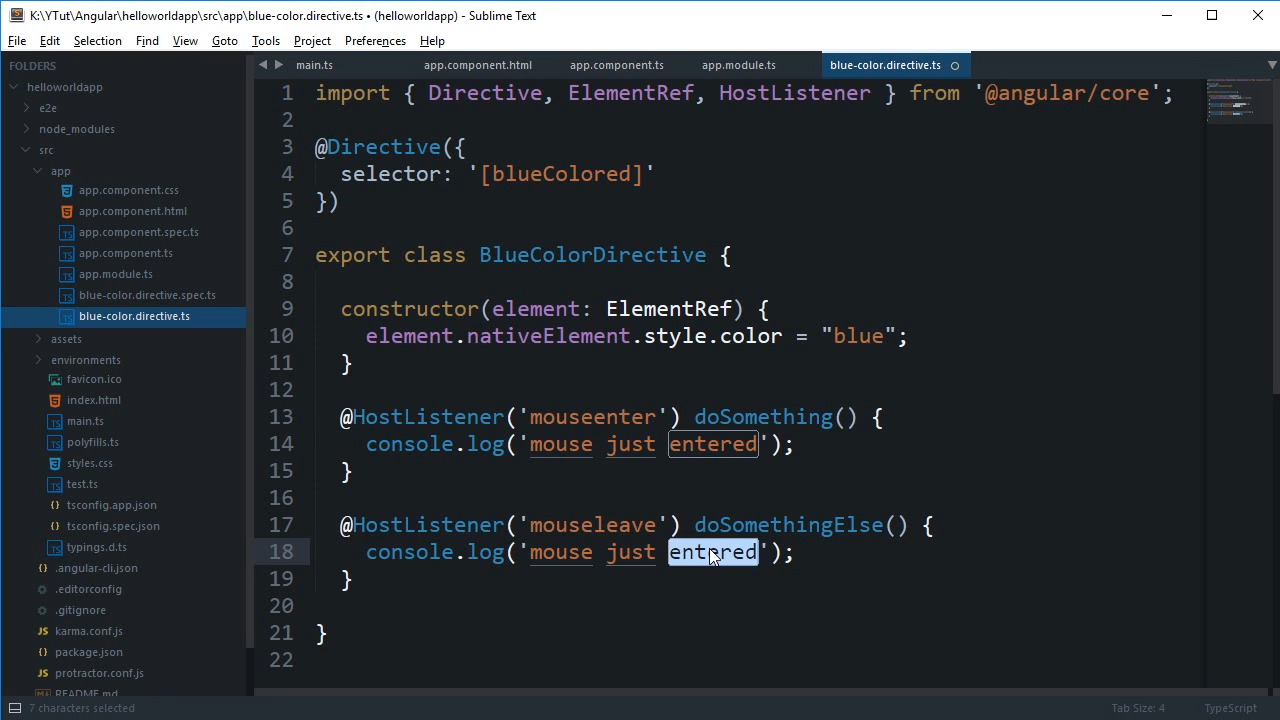 K:\YTut\Angular\helloworldapp\src\app\blue-color.directive.ts • (helloworldapp) - Sublime Text
File Edit Selection Find View Goto Tools Project Preferences Help
FOLDERS
helloworldapp
e2e
node_modules
src
app
app.component.css
app.component.html
app.component.spec.ts
app.component.ts
app.module.ts
blue-color.directive.spec.ts
blue-color.directive.ts
assets
environments
favicon.ico
index.html
main.ts
polyfills.ts
styles.css
test.ts
tsconfig.app.json
tsconfig.spec.json
typings.d.ts
.angular-cli.json
.editorconfig
.gitignore
karma.conf.js
package.json
protractor.conf.js
README.md
main.ts app.component.html app.component.ts app.module.ts blue-color.directive.ts
1 import { Directive, ElementRef, HostListener } from '@angular/core';
2
3 @Directive({
4 selector: '[blueColored]'
5 })
6
7 export class BlueColorDirective {
8
9 constructor(element: ElementRef) {
10 element.nativeElement.style.color = "blue";
11 }
12
13 @HostListener('mouseenter') doSomething() {
14 console.log('mouse just entered');
15 }
16
17 @HostListener('mouseleave') doSomethingElse() {
18 console.log('mouse just entered');
19 }
20
21 }
22
7 characters selected Tab Size: 4 TypeScript